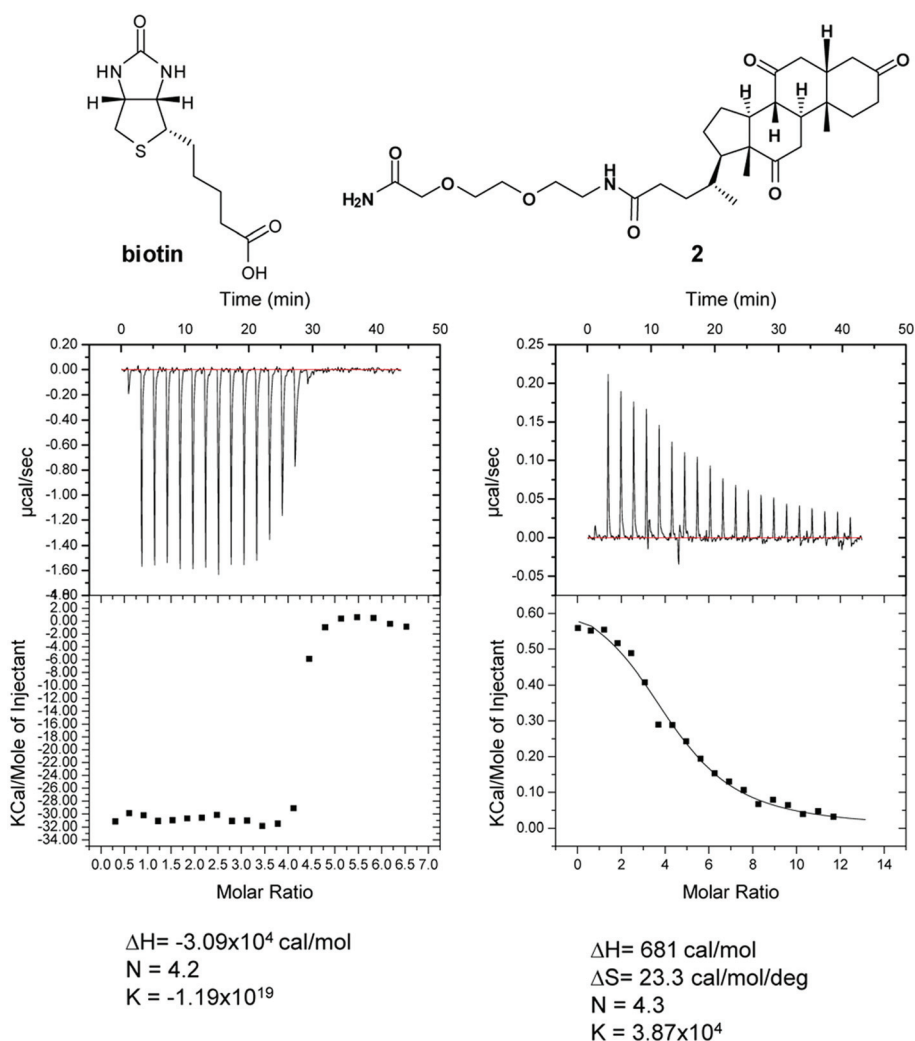 O
HN
NH
H
H
S
O
OH
biotin
H
O
O
H
H
H
O
H
N
O
O
O
H₂N
O
2
Time (min)
0 10 20 30 40 50
0.20
0.00
-0.20
-0.40
-0.60
-0.80
-1.00
-1.20
-1.40
-1.60
µcal/sec
2.00
0.00
-2.00
-4.00
-6.00
-8.00
-10.00
-12.00
-14.00
-16.00
-18.00
-20.00
-22.00
-24.00
-26.00
-28.00
-30.00
-32.00
-34.00
KCal/Mole of Injectant
0.0 0.5 1.0 1.5 2.0 2.5 3.0 3.5 4.0 4.5 5.0 5.5 6.0 6.5 7.0
Molar Ratio
ΔH= -3.09x10⁴ cal/mol
N = 4.2
K = -1.19x10¹⁹
Time (min)
0 10 20 30 40 50
0.25
0.20
0.15
0.10
0.05
0.00
-0.05
µcal/sec
0.60
0.50
0.40
0.30
0.20
0.10
0.00
KCal/Mole of Injectant
0 2 4 6 8 10 12 14
Molar Ratio
ΔH= 681 cal/mol
ΔS= 23.3 cal/mol/deg
N = 4.3
K = 3.87x10⁴